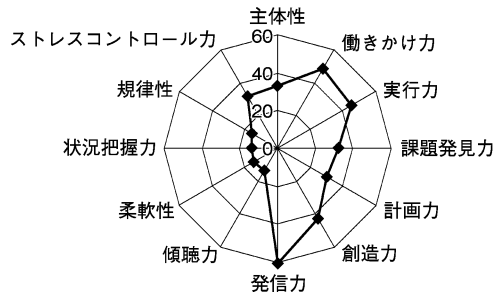 主体性
60
ストレスコントロール力
働きかけ力
40
規律性
実行力
20
状況把握力
0
課題発見力
柔軟性
計画力
傾聴力
創造力
発信力